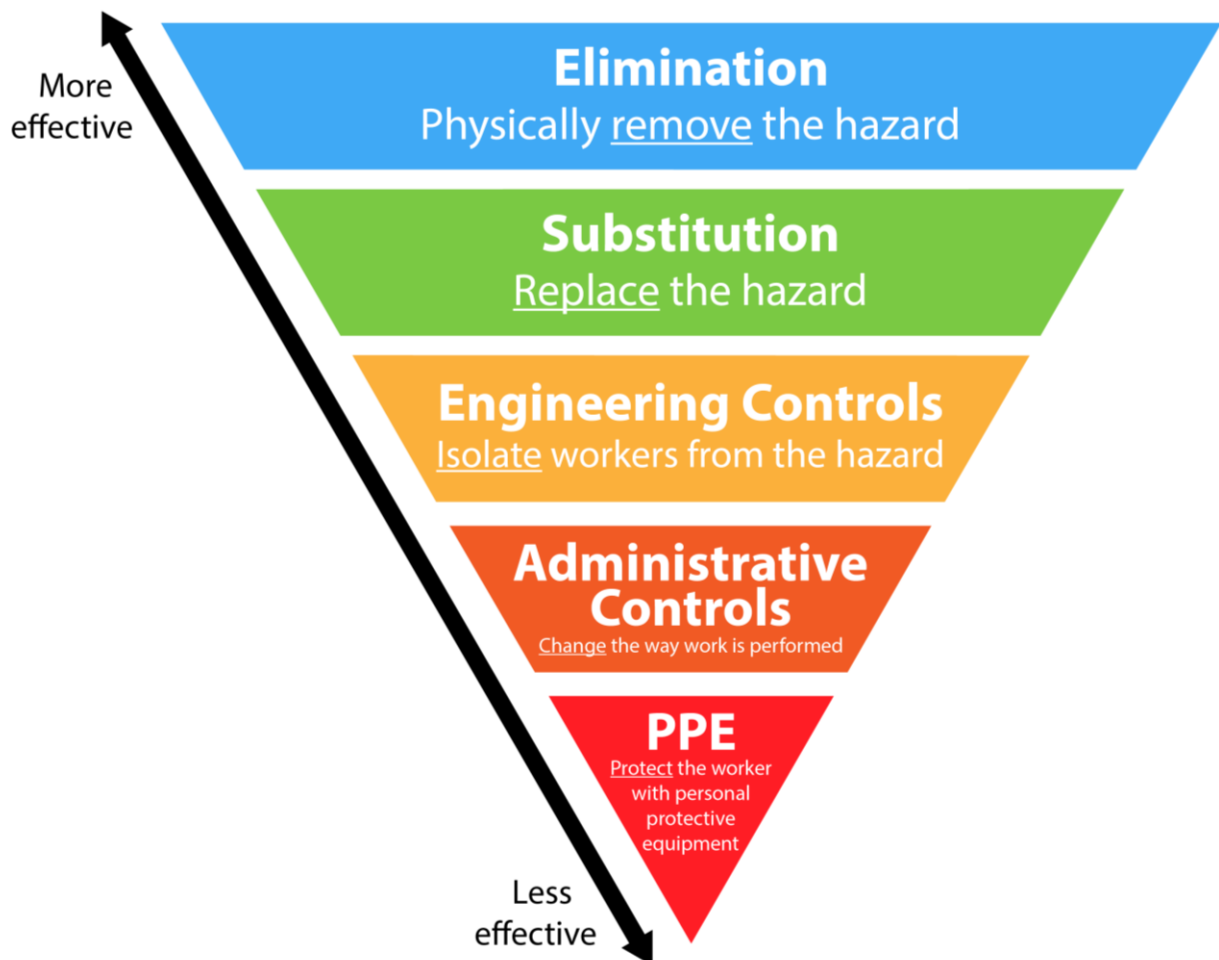 More
effective
Elimination
Physically remove the hazard
Substitution
Replace the hazard
Engineering Controls
Isolate workers from the hazard
Administrative
Controls
Change the way work is performed
PPE
Protect the worker
with personal
protective
equipment
Less
effective